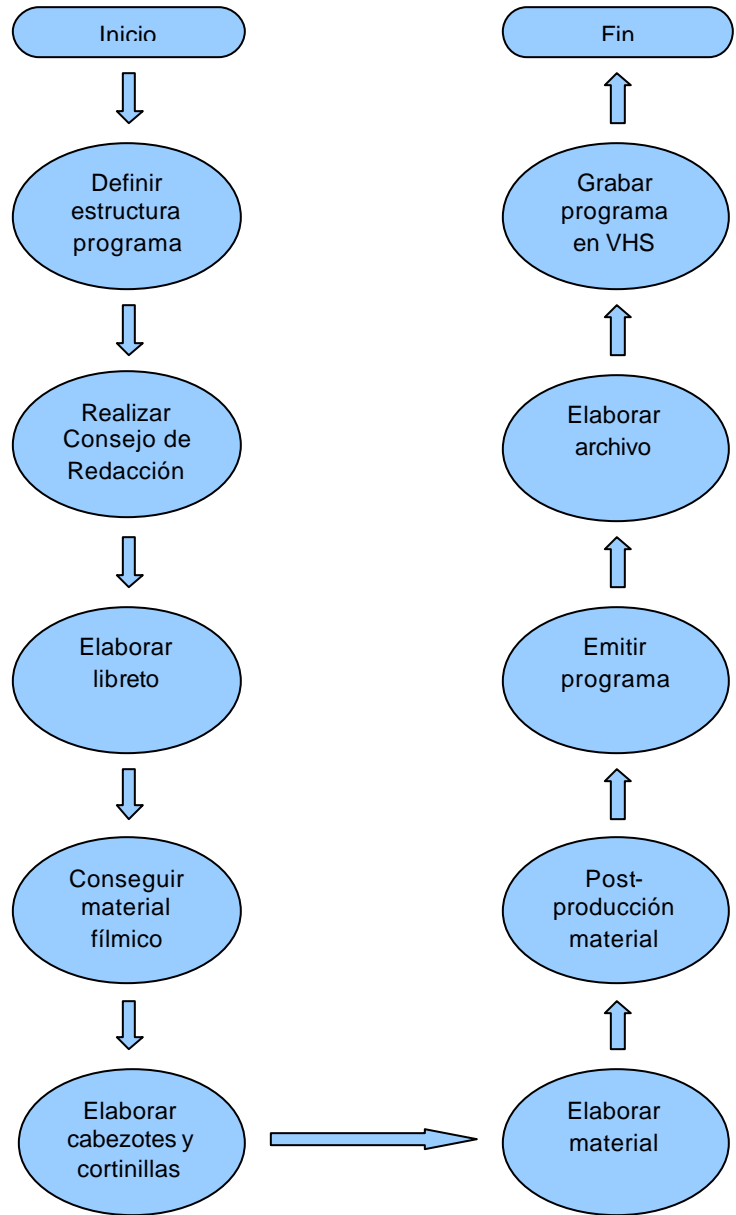 Inicio
Definir
estructura
programa
Realizar
Consejo de
Redacción
Elaborar
libreto
Conseguir
material
fílmico
Elaborar
cabezotes y
cortinillas
Elaborar
material
Post-
producción
material
Emitir
programa
Elaborar
archivo
Grabar
programa
en VHS
Fin